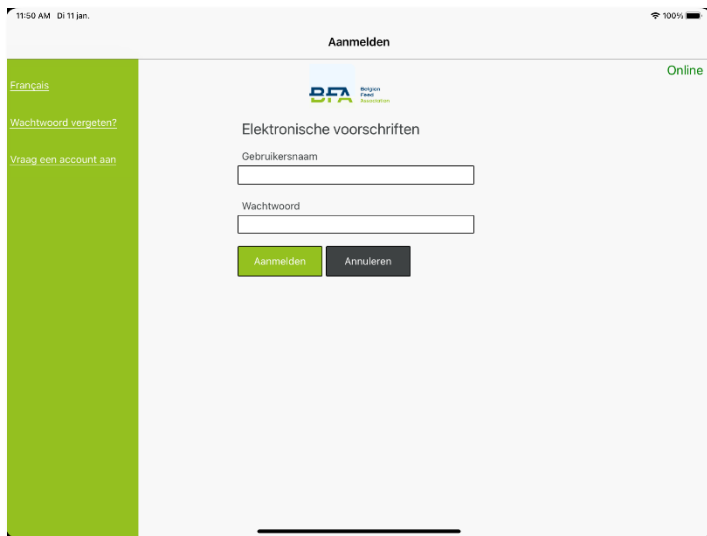 11:50 AM Di 11 jan.
100%
Aanmelden
Online
Français
Wachtwoord vergeten?
Vraag een account aan
BFA
Belgian
Feed
Association
Elektronische voorschriften
Gebruikersnaam
Wachtwoord
Aanmelden Annuleren